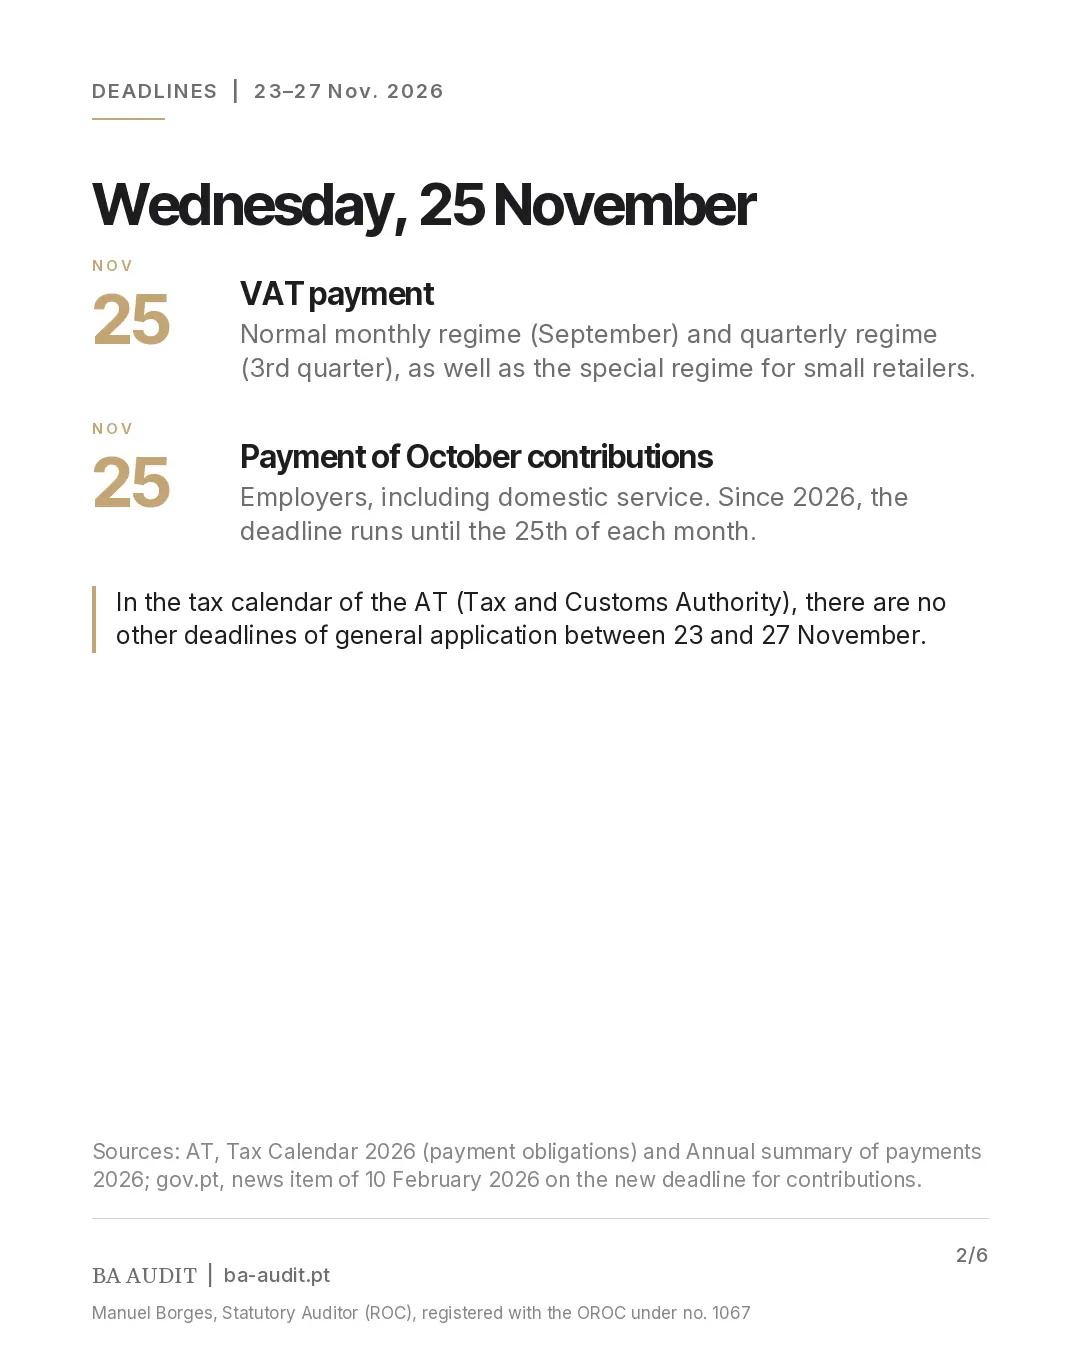 DEADLINES | 23–27 Nov. 2026
Wednesday, 25 November
NOV
25
VAT payment
Normal monthly regime (September) and quarterly regime
(3rd quarter), as well as the special regime for small retailers.
NOV
25
Payment of October contributions
Employers, including domestic service. Since 2026, the
deadline runs until the 25th of each month.
In the tax calendar of the AT (Tax and Customs Authority), there are no
other deadlines of general application between 23 and 27 November.
Sources: AT, Tax Calendar 2026 (payment obligations) and Annual summary of payments
2026; gov.pt, news item of 10 February 2026 on the new deadline for contributions.
2/6
BA AUDIT | ba-audit.pt
Manuel Borges, Statutory Auditor (ROC), registered with the OROC under no. 1067